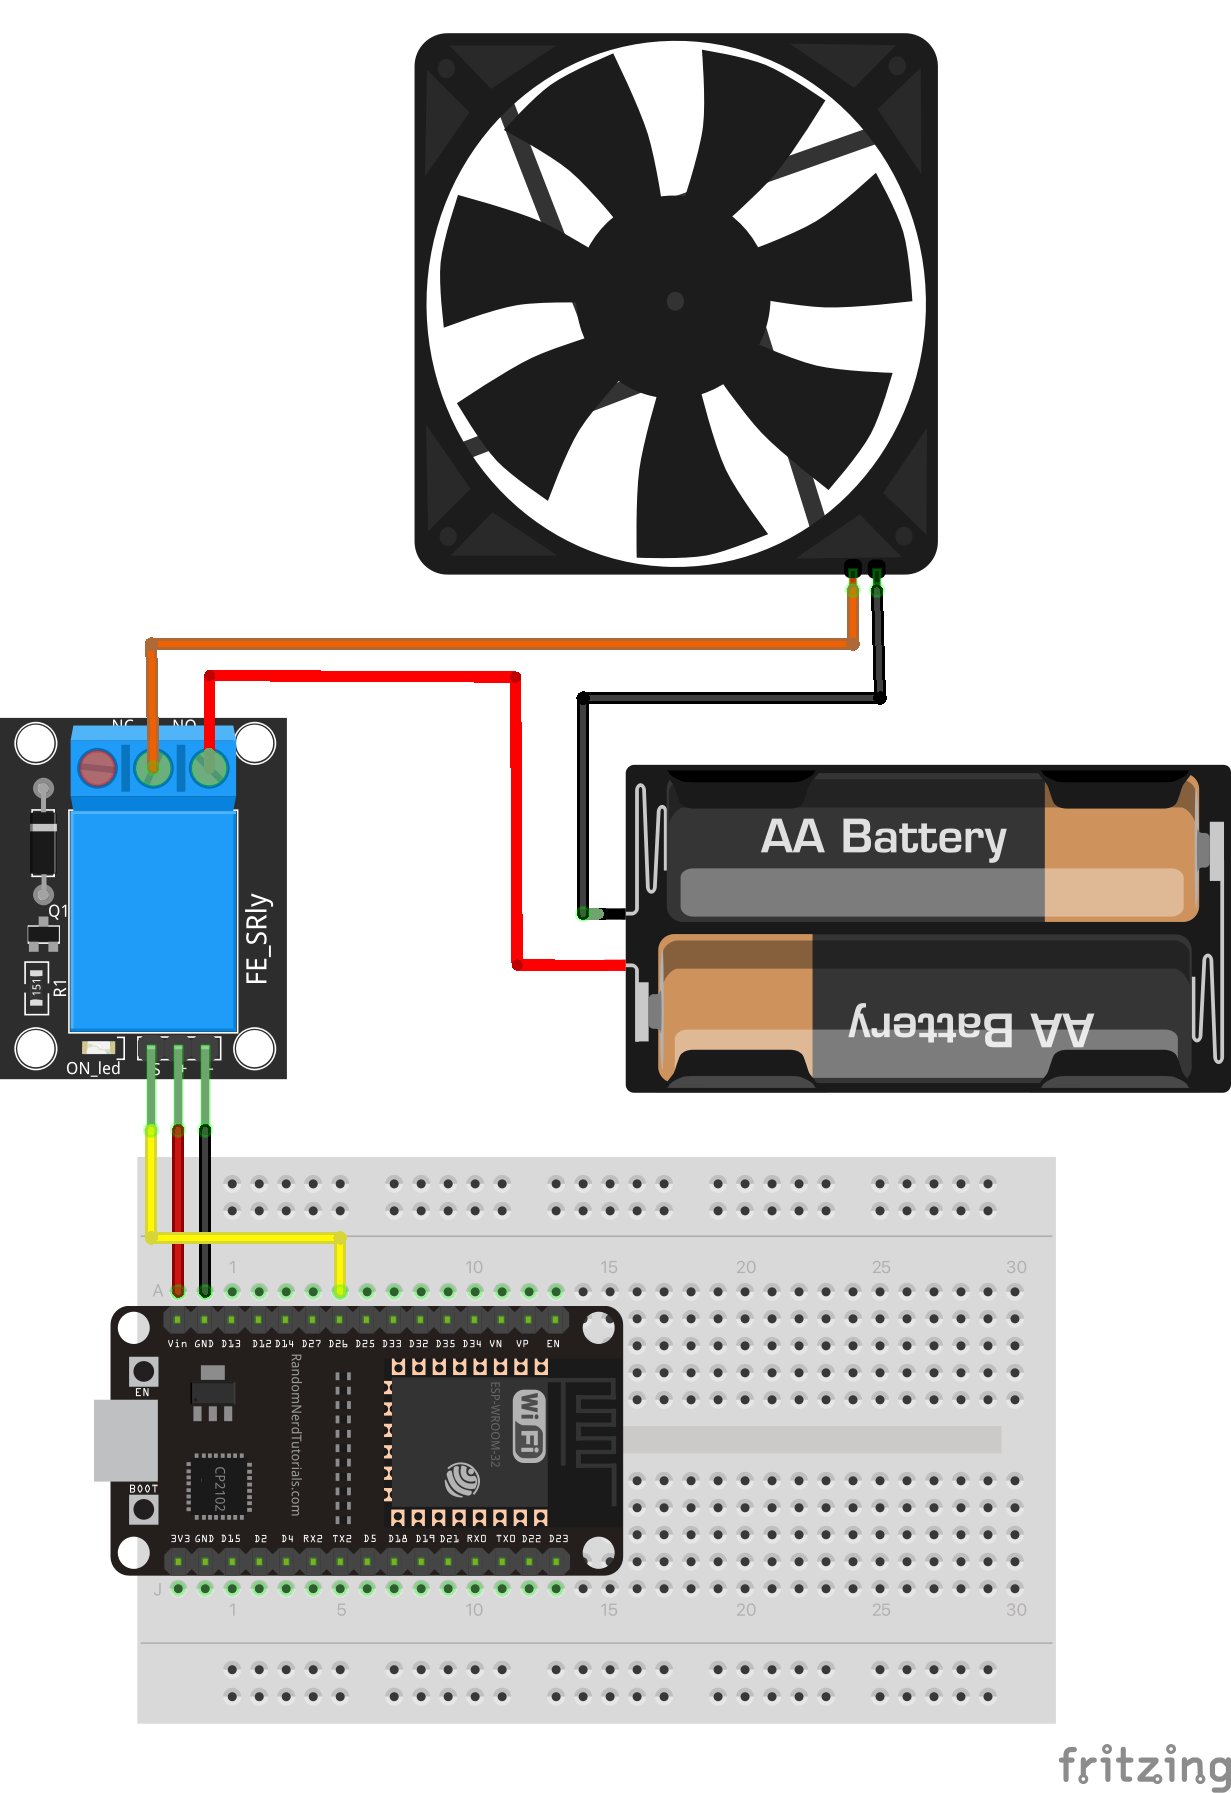 NC NO
AA Battery
AA Battery
Q1
R1
151
FE_SRly
ON_led
S + -
1 10 15 20 25 30
A
Vin GND D13 D12 D14 D27 D26 D25 D33 D32 D35 D34 VN VP EN
EN
RandomNerdTutorials.com
ESP-WROOM-32
WiFi
CP2102
BOOT
3V3 GND D15 D2 D4 RX2 TX2 D5 D18 D19 D21 RX0 TX0 D22 D23
J
1 5 10 15 20 25 30
fritzing